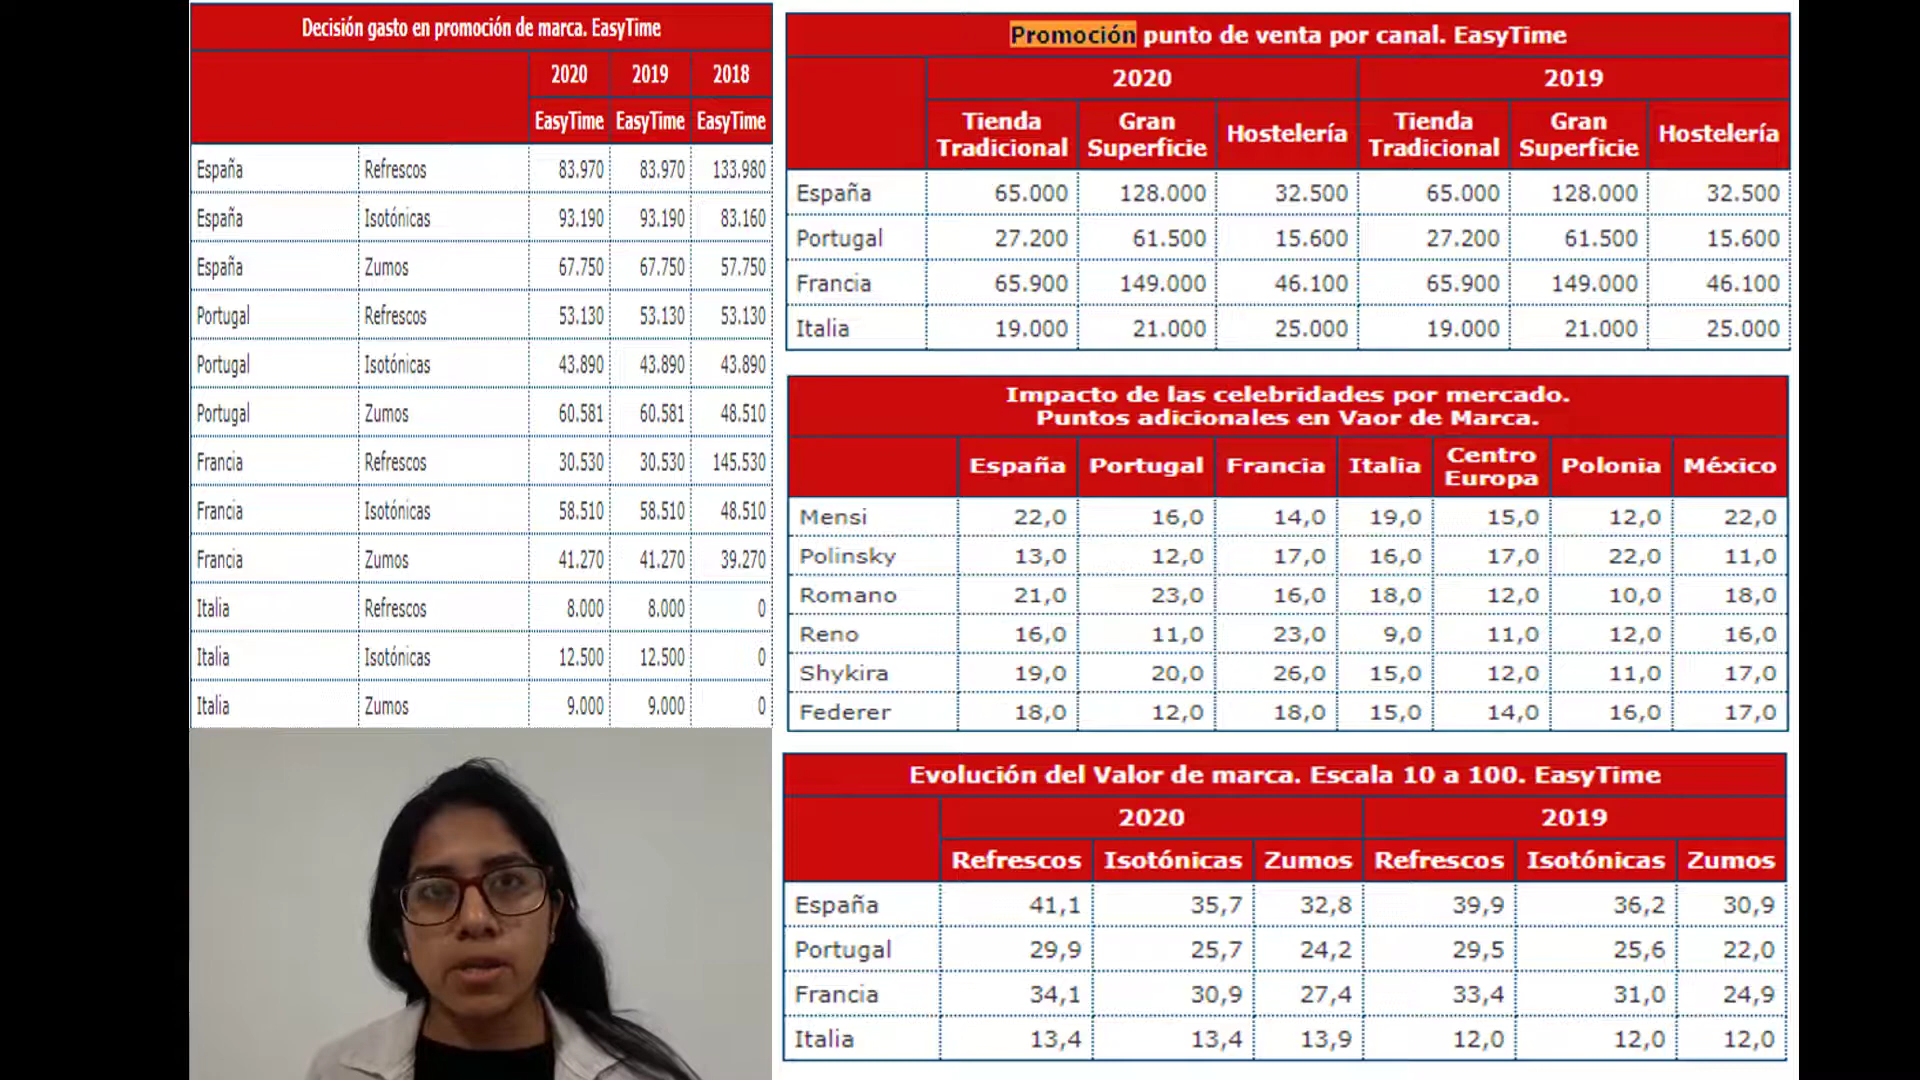 Decisión gasto en promoción de marca. EasyTime
2020 2019 2018
EasyTime EasyTime EasyTime
España Refrescos 83.970 83.970 133.980
España Isotónicas 93.190 93.190 83.160
España Zumos 67.750 67.750 57.750
Portugal Refrescos 53.130 53.130 53.130
Portugal Isotónicas 43.890 43.890 43.890
Portugal Zumos 60.581 60.581 48.510
Francia Refrescos 30.530 30.530 145.530
Francia Isotónicas 58.510 58.510 48.510
Francia Zumos 41.270 41.270 39.270
Italia Refrescos 8.000 8.000 0
Italia Isotónicas 12.500 12.500 0
Italia Zumos 9.000 9.000 0
Promoción punto de venta por canal. EasyTime
2020 2019
Tienda Tradicional Gran Superficie Hostelería Tienda Tradicional Gran Superficie Hostelería
España 65.000 128.000 32.500 65.000 128.000 32.500
Portugal 27.200 61.500 15.600 27.200 61.500 15.600
Francia 65.900 149.000 46.100 65.900 149.000 46.100
Italia 19.000 21.000 25.000 19.000 21.000 25.000
Impacto de las celebridades por mercado.
Puntos adicionales en Vaor de Marca.
España Portugal Francia Italia Centro Europa Polonia México
Mensi 22,0 16,0 14,0 19,0 15,0 12,0 22,0
Polinsky 13,0 12,0 17,0 16,0 17,0 22,0 11,0
Romano 21,0 23,0 16,0 18,0 12,0 10,0 18,0
Reno 16,0 11,0 23,0 9,0 11,0 12,0 16,0
Shykira 19,0 20,0 26,0 15,0 12,0 11,0 17,0
Federer 18,0 12,0 18,0 15,0 14,0 16,0 17,0
Evolución del Valor de marca. Escala 10 a 100. EasyTime
2020 2019
Refrescos Isotónicas Zumos Refrescos Isotónicas Zumos
España 41,1 35,7 32,8 39,9 36,2 30,9
Portugal 29,9 25,7 24,2 29,5 25,6 22,0
Francia 34,1 30,9 27,4 33,4 31,0 24,9
Italia 13,4 13,4 13,9 12,0 12,0 12,0